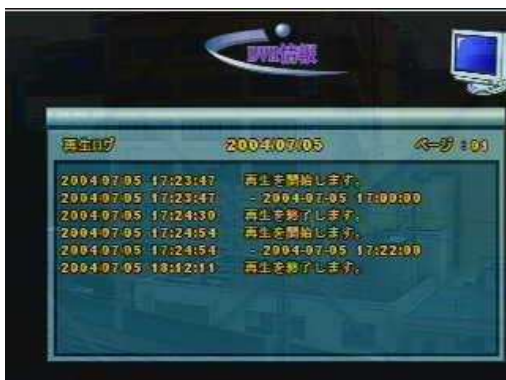 DVR情報
再生ログ 2004/07/05 ページ : 01
2004-07-05 17:23:47 再生を開始します。
2004-07-05 17:23:47 - 2004-07-05 17:00:00
2004-07-05 17:24:30 再生を終了します。
2004-07-05 17:24:54 再生を開始します。
2004-07-05 17:24:54 - 2004-07-05 17:22:00
2004-07-05 18:12:11 再生を終了します。